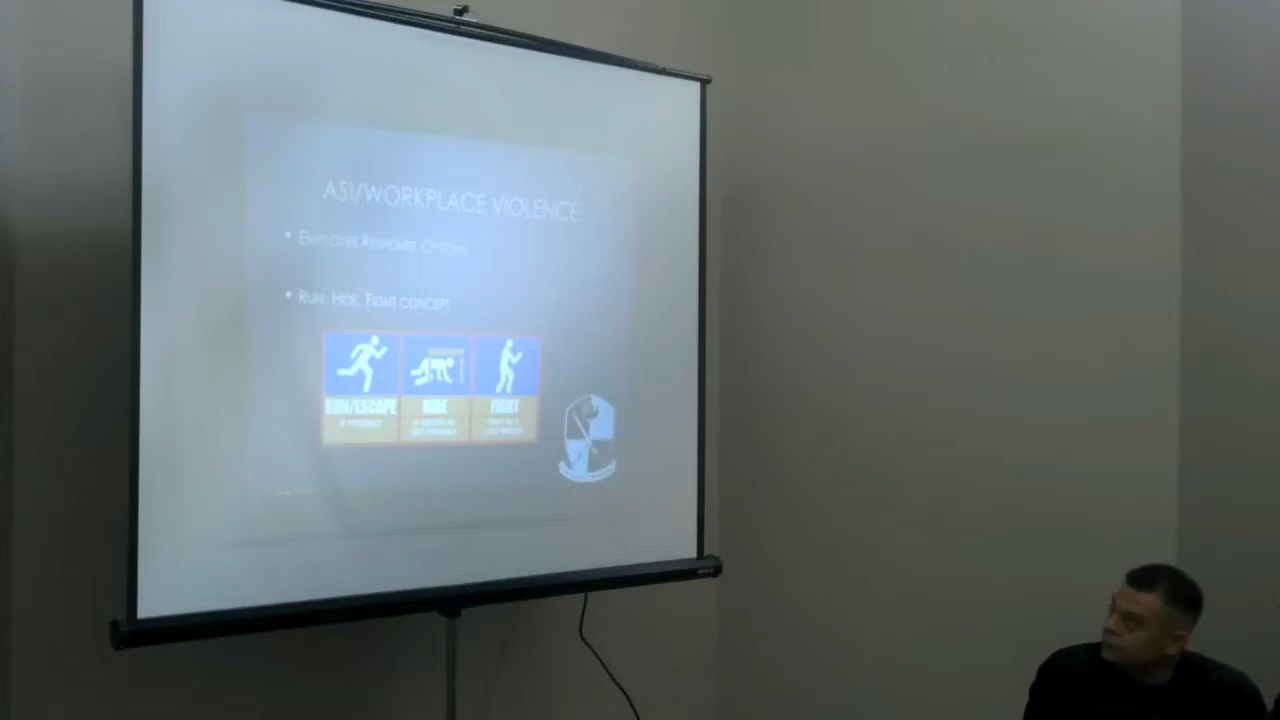 ASI/WORKPLACE VIOLENCE
• EMPLOYEE RESPONSE OPTIONS
• RUN, HIDE, FIGHT CONCEPT
RUN/ESCAPE
HIDE
FIGHT